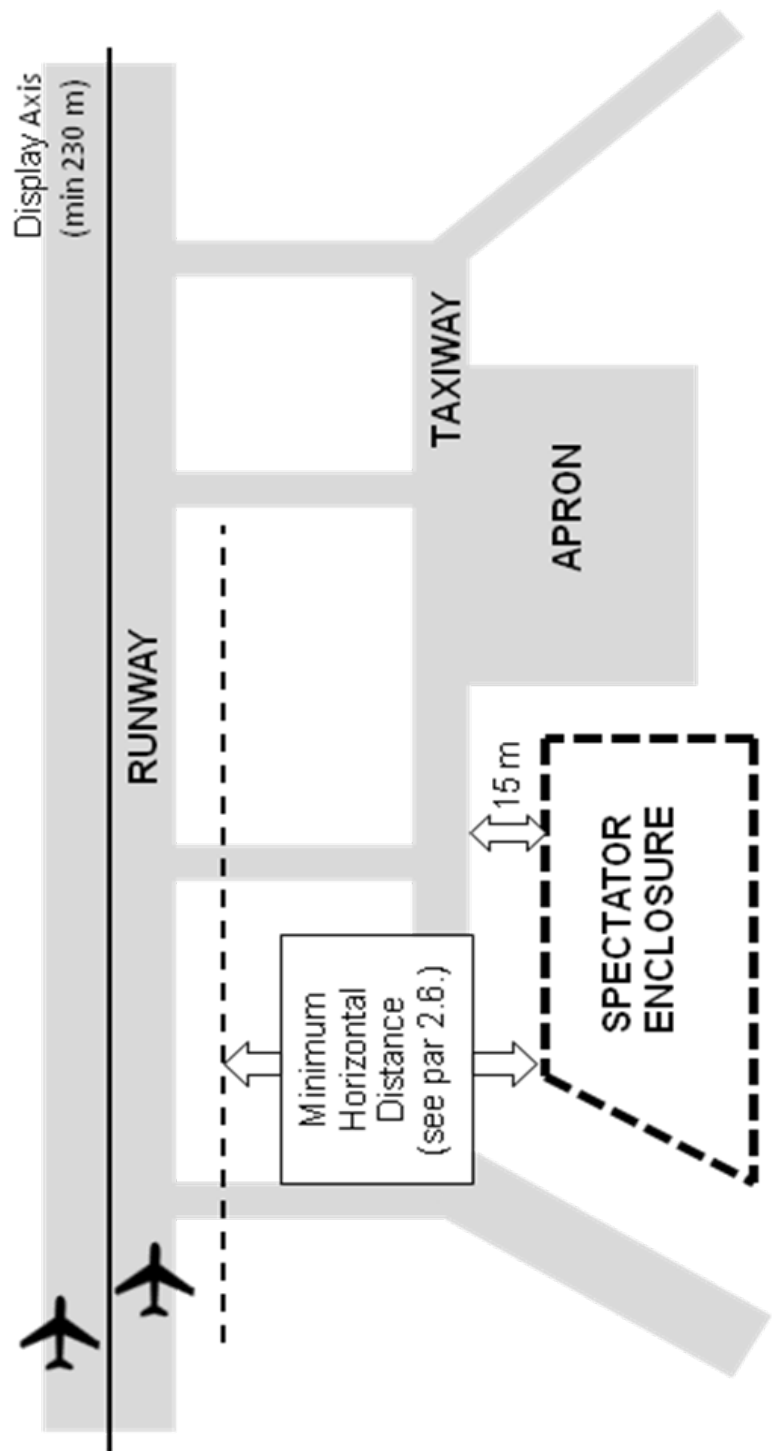 Display Axis
(min 230 m)
RUNWAY
TAXIWAY
APRON
15 m
Minimum
Horizontal
Distance
(see par 2.6.)
SPECTATOR
ENCLOSURE